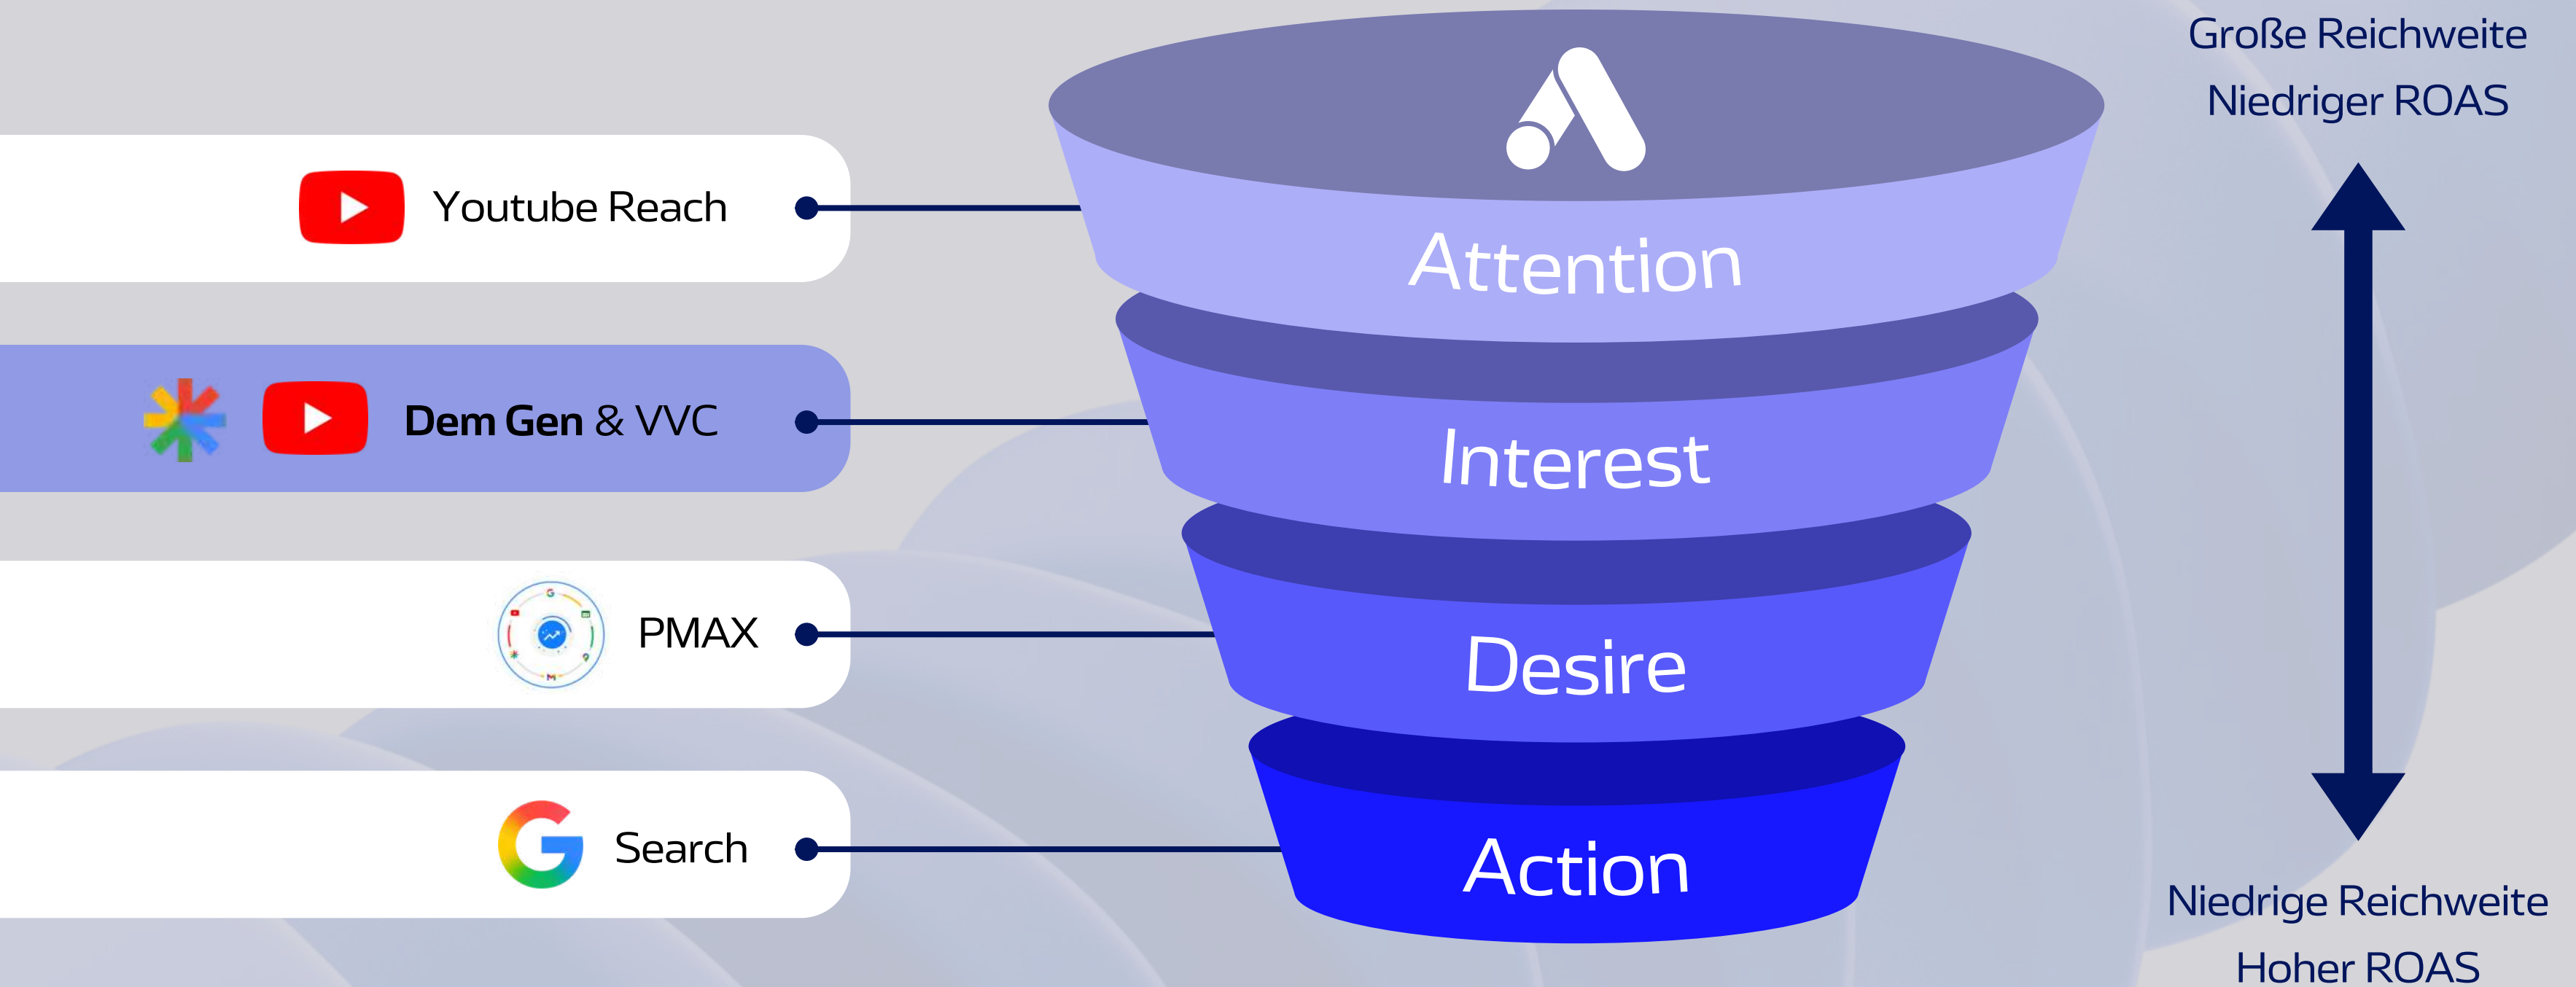 Große Reichweite
Niedriger ROAS
Youtube Reach
Attention
Dem Gen & VVC
Interest
PMAX
Desire
Search
Action
Niedrige Reichweite
Hoher ROAS